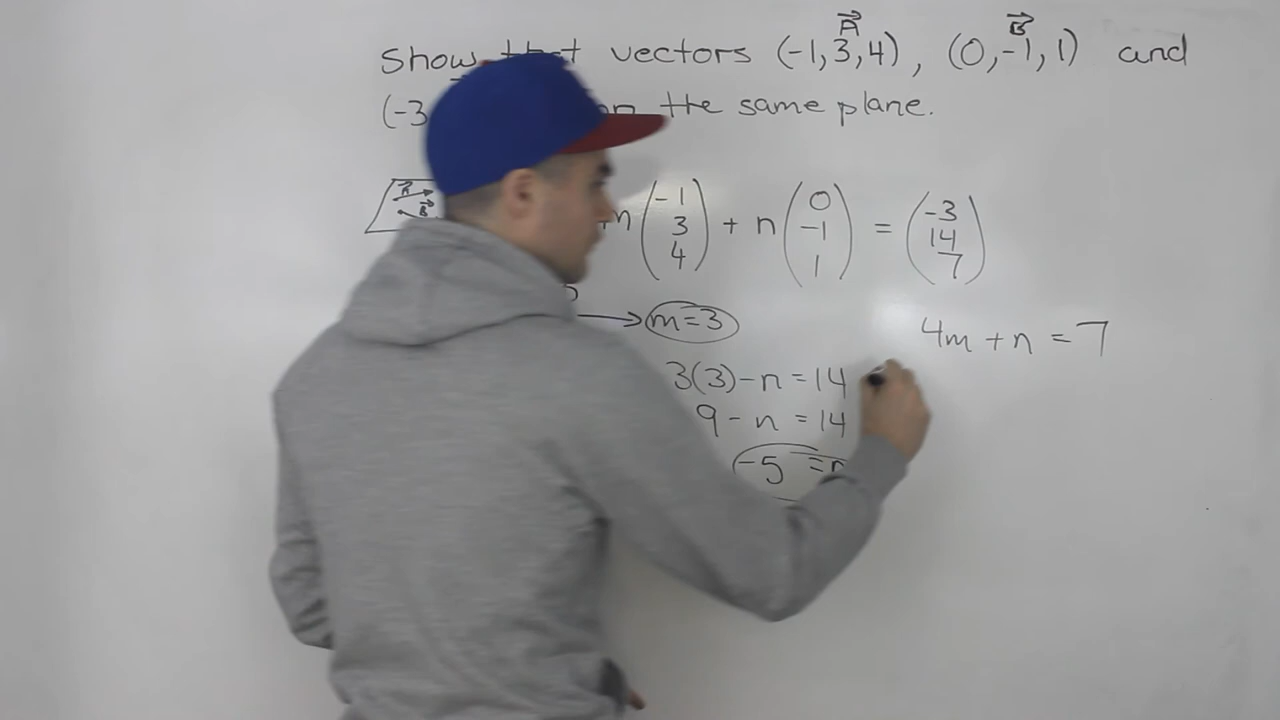 A B
Show that vectors (-1,3,4), (0,-1,1) and
(-3 on the same plane.
A
B
m(-1 3 4) + n(0 -1 1) = (-3 14 7)
→ m=3
4m + n = 7
3(3)-n = 14
9 - n = 14
-5 = n